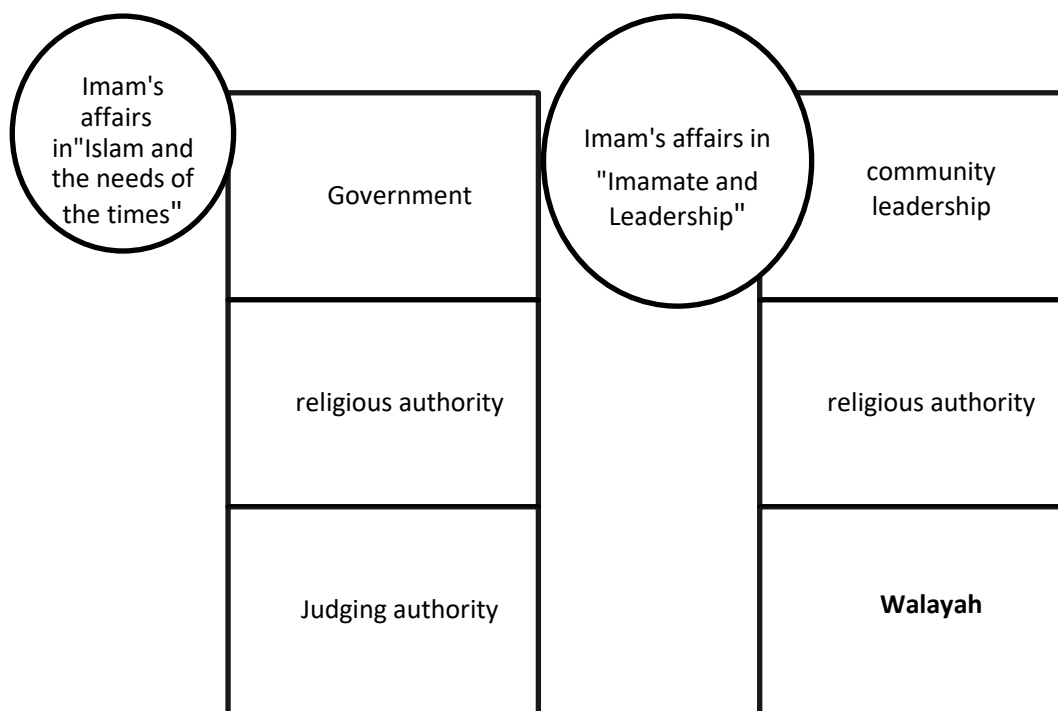 Imam's
affairs
in"Islam and
the needs of
the times"
Government
religious authority
Judging authority
Imam's affairs in
"Imamate and
Leadership"
community
leadership
religious authority
Walayah